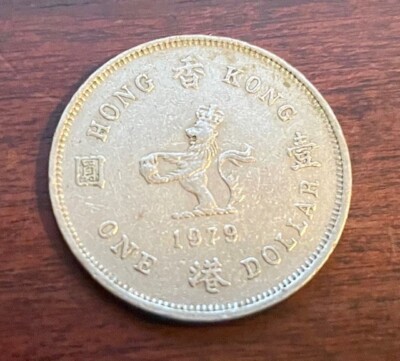 HONG 香 KONG
圓 壹
1979
ONE 港 DOLLAR